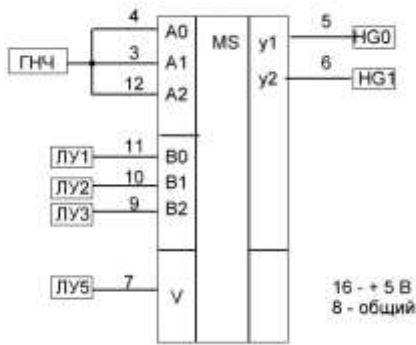 4 A0 MS y1 5 HG0
ГНЧ 3 A1 y2 6 HG1
12 A2
ЛУ1 11 B0
ЛУ2 10 B1
ЛУ3 9 B2
ЛУ5 7 V
16 - + 5 В
8 - общий